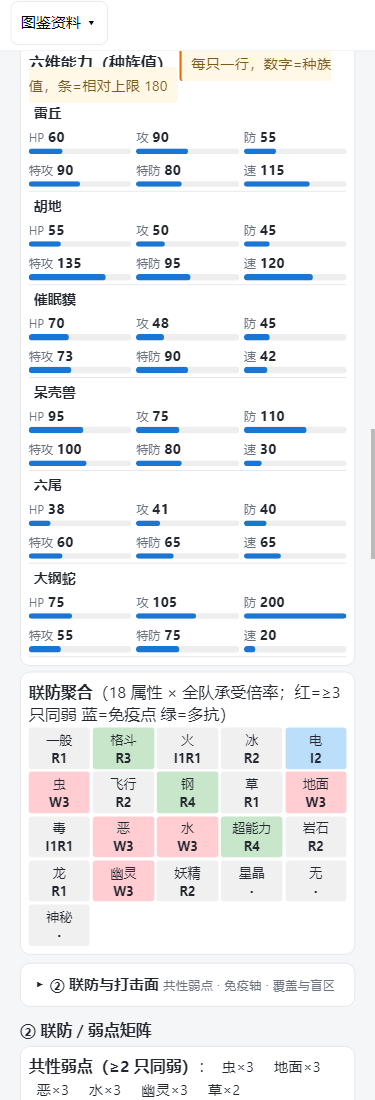 图鉴资料 ▾
六维能力（种族值） 每只一行，数字=种族
值，条=相对上限 180
雷丘
HP 60 攻 90 防 55
特攻 90 特防 80 速 115
胡地
HP 55 攻 50 防 45
特攻 135 特防 95 速 120
催眠貘
HP 70 攻 48 防 45
特攻 73 特防 90 速 42
呆壳兽
HP 95 攻 75 防 110
特攻 100 特防 80 速 30
六尾
HP 38 攻 41 防 40
特攻 60 特防 65 速 65
大钢蛇
HP 75 攻 105 防 200
特攻 55 特防 75 速 20
联防聚合（18 属性 × 全队承受倍率；红=≥3
只同弱 蓝=免疫点 绿=多抗）
一般 格斗 火 冰 电
R1 R3 I1R1 R2 I2
虫 飞行 钢 草 地面
W3 R2 R4 R1 W3
毒 恶 水 超能力 岩石
I1R1 W3 W3 R4 R2
龙 幽灵 妖精 星晶 无
R1 W3 R2 · ·
神秘
·
▸ ② 联防与打击面 共性弱点 · 免疫轴 · 覆盖与盲区
② 联防 / 弱点矩阵
共性弱点（≥2 只同弱）： 虫×3 地面×3
恶×3 水×3 幽灵×3 草×2